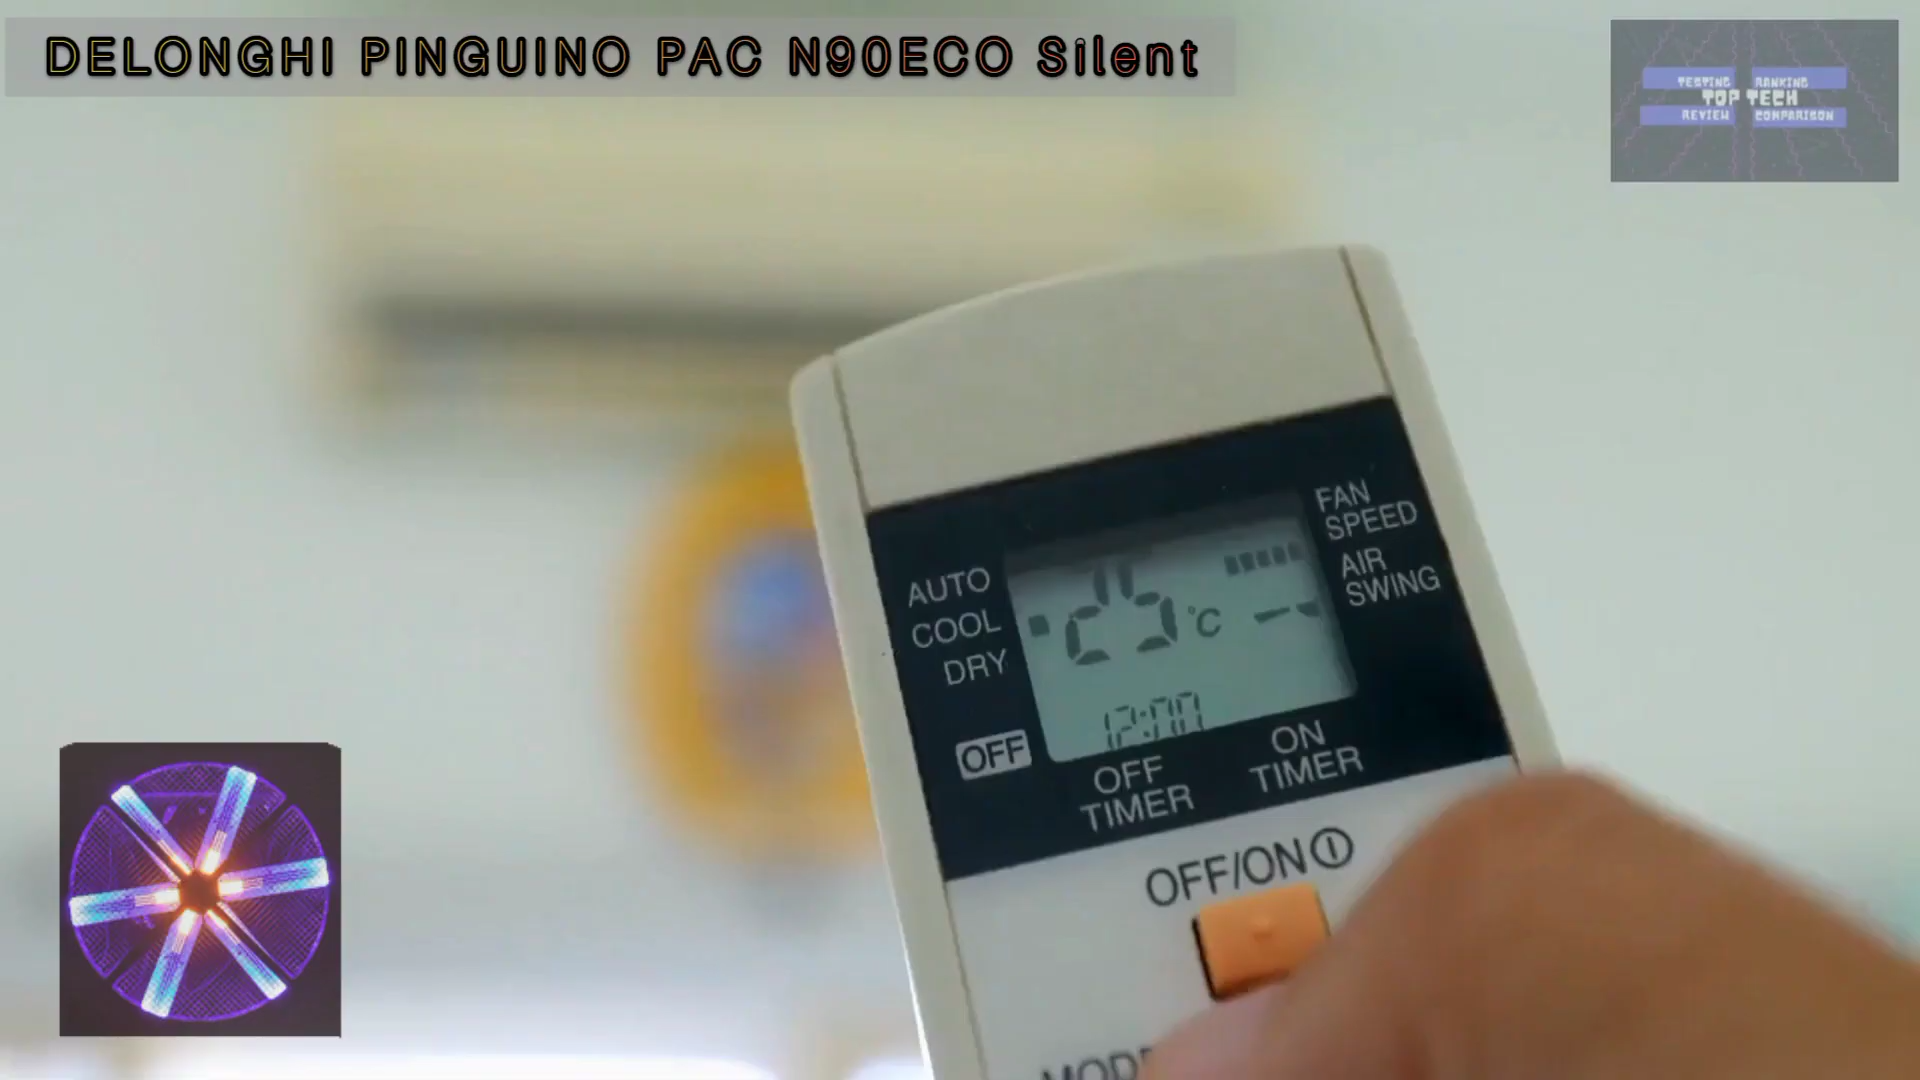 DELONGHI PINGUINO PAC N90ECO Silent
TESTING RANKING
TOP TECH
REVIEW COMPARISON
FAN
SPEED
AIR
SWING
AUTO
COOL
DRY
OFF
25 °C
12:00
OFF
TIMER
ON
TIMER
OFF/ON
MODE